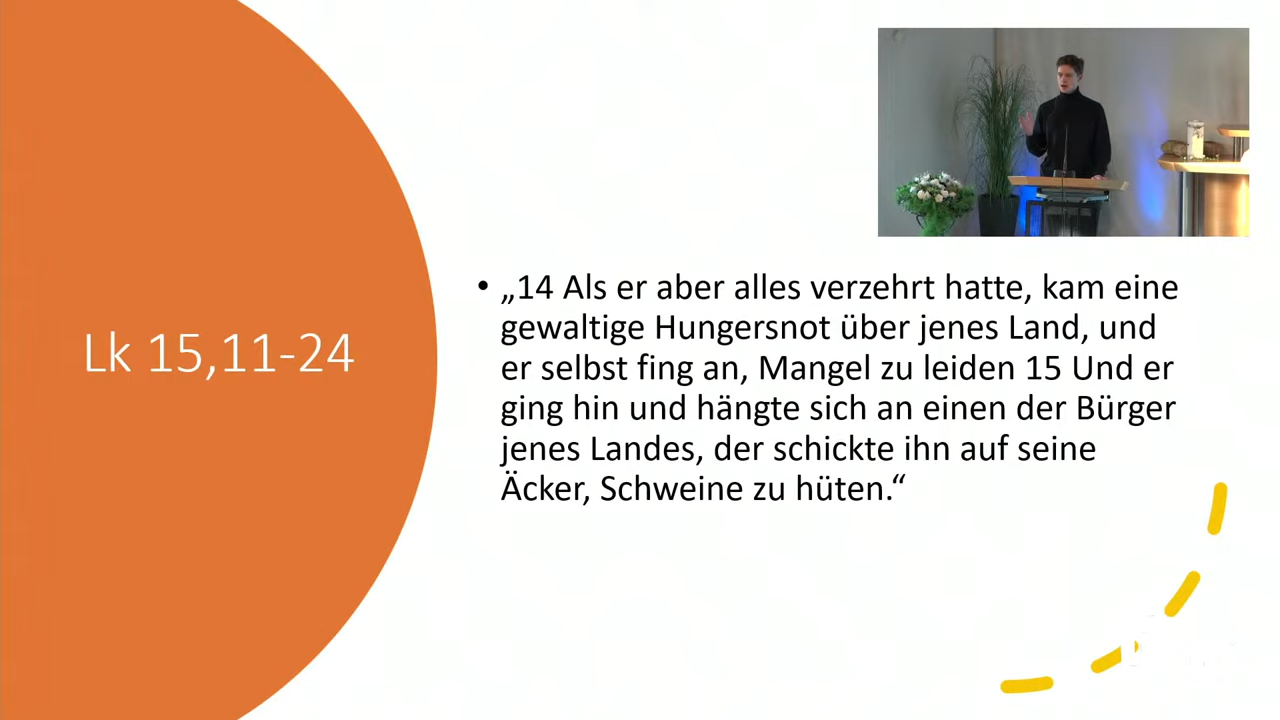 Lk 15,11-24
• „14 Als er aber alles verzehrt hatte, kam eine
gewaltige Hungersnot über jenes Land, und
er selbst fing an, Mangel zu leiden 15 Und er
ging hin und hängte sich an einen der Bürger
jenes Landes, der schickte ihn auf seine
Äcker, Schweine zu hüten.“